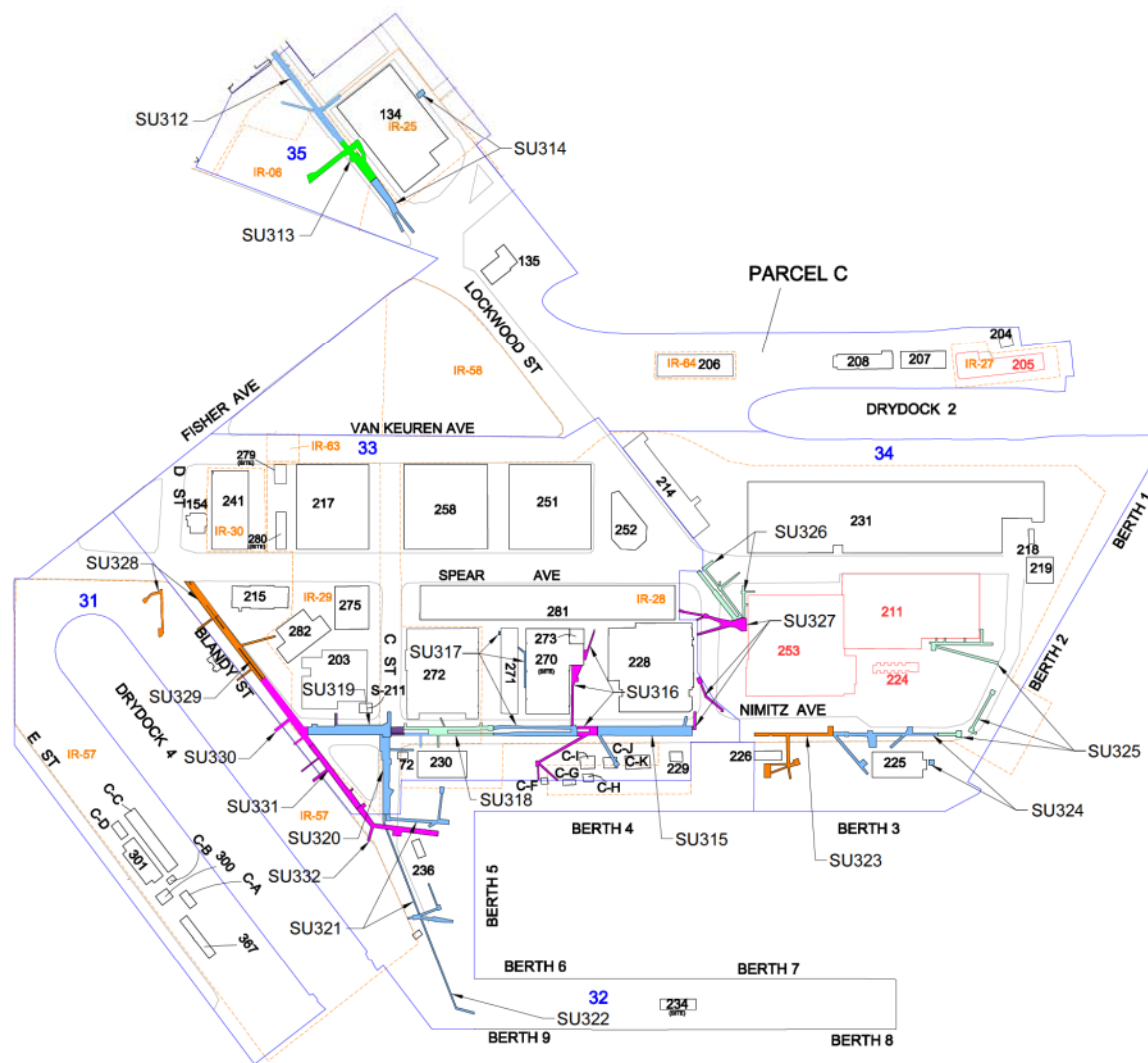 SU312
134
IR-25
SU314
35
IR-06
SU313
135
PARCEL C
LOCKWOOD ST
204
IR-64 206
208
207
IR-27
205
IR-58
FISHER AVE
DRYDOCK 2
VAN KEUREN AVE
IR-63
33
34
279
(SITE)
D ST
154
241
217
258
251
214
BERTH 1
IR-30
280
(SITE)
252
231
SU326
218
219
SU328
SPEAR AVE
31
215
IR-29
275
281
IR-28
211
SU327
282
C ST
273
BLANDY ST
203
SU317
270
(SITE)
228
253
BERTH 2
272
271
224
SU329
SU319
S-211
SU316
NIMITZ AVE
DRYDOCK 4
SU330
C-J
SU325
IR-57
C-I
C-K
226
E ST
72
230
229
225
C-F
C-G
C-H
SU331
SU318
SU324
C-C
IR-57
BERTH 4
BERTH 3
C-D
SU320
SU315
SU323
C-B
301
300
SU332
236
C-A
BERTH 5
SU321
367
BERTH 6
BERTH 7
32
234
(SITE)
SU322
BERTH 9
BERTH 8